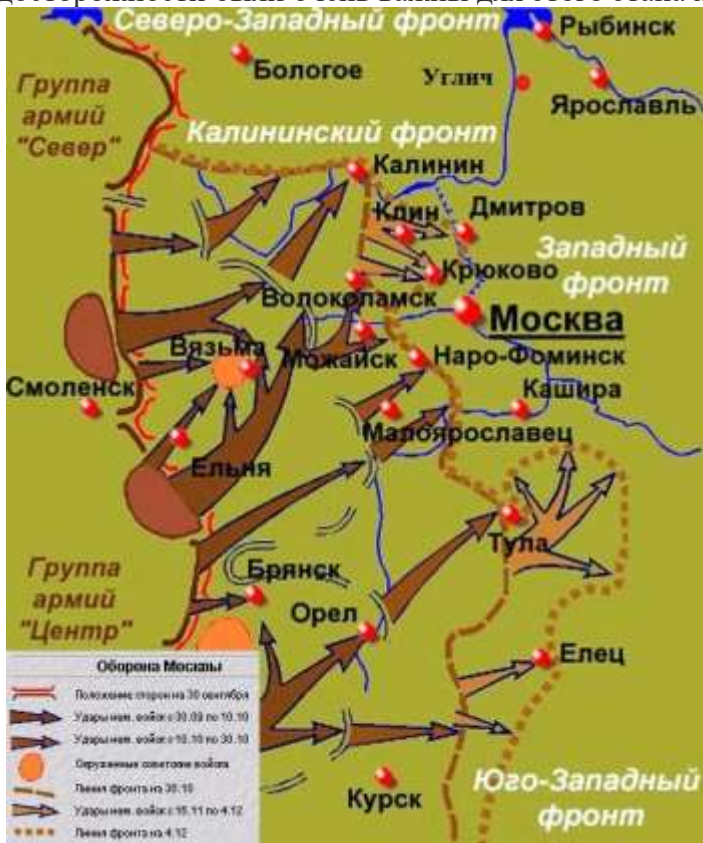 Северо-Западный фронт
Рыбинск
Бологое
Углич
Ярославль
Группа
армий
"Север"
Калининский фронт
Калинин
Клин
Дмитров
Западный
фронт
Крюково
Волоколамск
Москва
Вязьма
Можайск
Наро-Фоминск
Смоленск
Кашира
Малоярославец
Ельня
Тула
Группа
армий
"Центр"
Брянск
Орел
Елец
Оборона Москвы
Положение сторон на 30 сентября
Удары нем. войск с 30.09 по 10.10
Удары нем. войск с 10.10 по 30.10
Окруженные советские войска
Линия фронта на 30.10
Удары нем. войск с 15.11 по 4.12
Линия фронта на 4.12
Курск
Юго-Западный
фронт